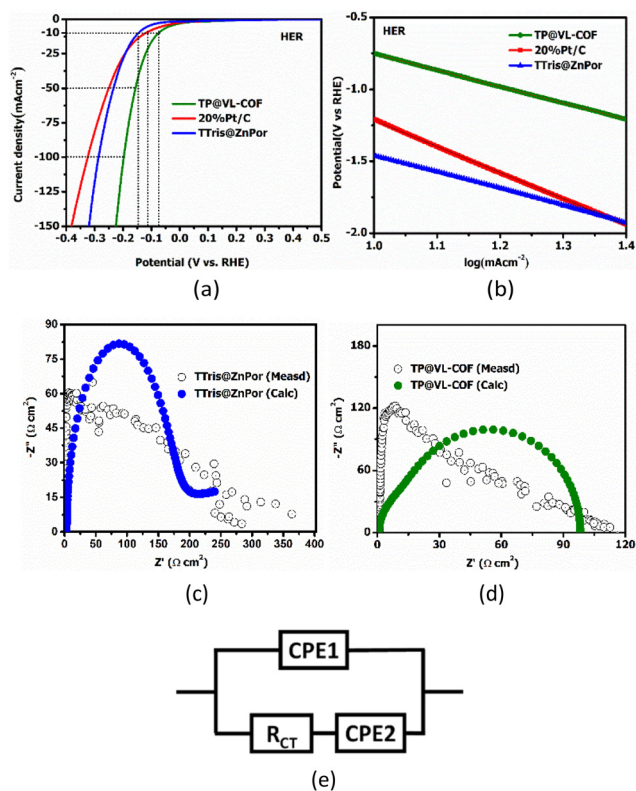 HER
TP@VL-COF
20%Pt/C
TTris@ZnPor
Current density(mAcm⁻²)
0
-10
-25
-50
-75
-100
-125
-150
-0.4 -0.3 -0.2 -0.1 0.0 0.1 0.2 0.3 0.4 0.5
Potential (V vs. RHE)
(a)
HER
TP@VL-COF
20%Pt/C
TTris@ZnPor
Potential(V vs RHE)
-0.5
-1.0
-1.5
-2.0
1.0 1.1 1.2 1.3 1.4
log(mAcm⁻²)
(b)
TTris@ZnPor (Measd)
TTris@ZnPor (Calc)
-Z" (Ω cm²)
90
75
60
45
30
15
0
0 50 100 150 200 250 300 350 400
Z' (Ω cm²)
(c)
TP@VL-COF (Measd)
TP@VL-COF (Calc)
-Z" (Ω cm²)
-240
-180
-120
-60
0
0 30 60 90 120
Z' (Ω cm²)
(d)
CPE1
R_CT CPE2
(e)